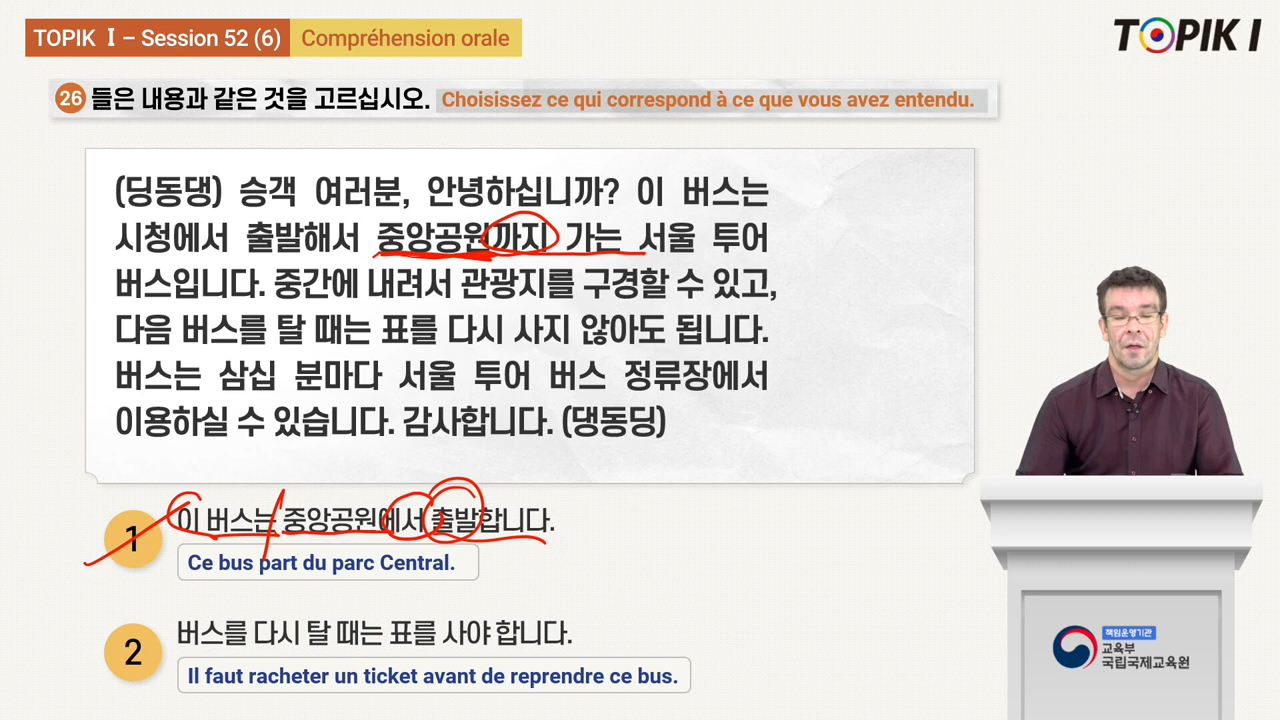 TOPIK I – Session 52 (6) Compréhension orale
TOPIK I
26 들은 내용과 같은 것을 고르십시오. Choisissez ce qui correspond à ce que vous avez entendu.
(딩동댕) 승객 여러분, 안녕하십니까? 이 버스는
시청에서 출발해서 중앙공원까지 가는 서울 투어
버스입니다. 중간에 내려서 관광지를 구경할 수 있고,
다음 버스를 탈 때는 표를 다시 사지 않아도 됩니다.
버스는 삼십 분마다 서울 투어 버스 정류장에서
이용하실 수 있습니다. 감사합니다. (댕동딩)
1 이 버스는 중앙공원에서 출발합니다.
Ce bus part du parc Central.
2 버스를 다시 탈 때는 표를 사야 합니다.
Il faut racheter un ticket avant de reprendre ce bus.
책임운영기관
교육부
국립국제교육원